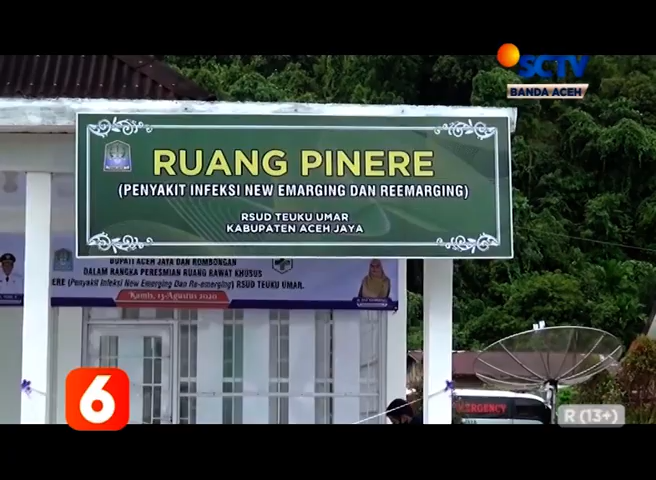 SCTV
BANDA ACEH
RUANG PINERE
(PENYAKIT INFEKSI NEW EMARGING DAN REEMARGING)
RSUD TEUKU UMAR
KABUPATEN ACEH JAYA
BUPATI ACEH JAYA DAN ROMBONGAN
DALAM RANGKA PERESMIAN RUANG RAWAT KHUSUS
ERE (Penyakit Infeksi New Emarging Dan Re-emerging) RSUD TEUKU UMAR.
Kamis, 13 Agustus 2020
6
EMERGENCY
R (13+)